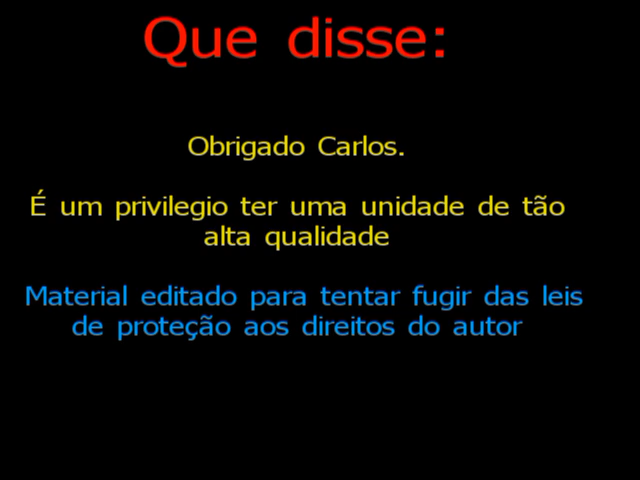 Que disse:
Obrigado Carlos.
É um privilegio ter uma unidade de tão
alta qualidade
Material editado para tentar fugir das leis
de proteção aos direitos do autor